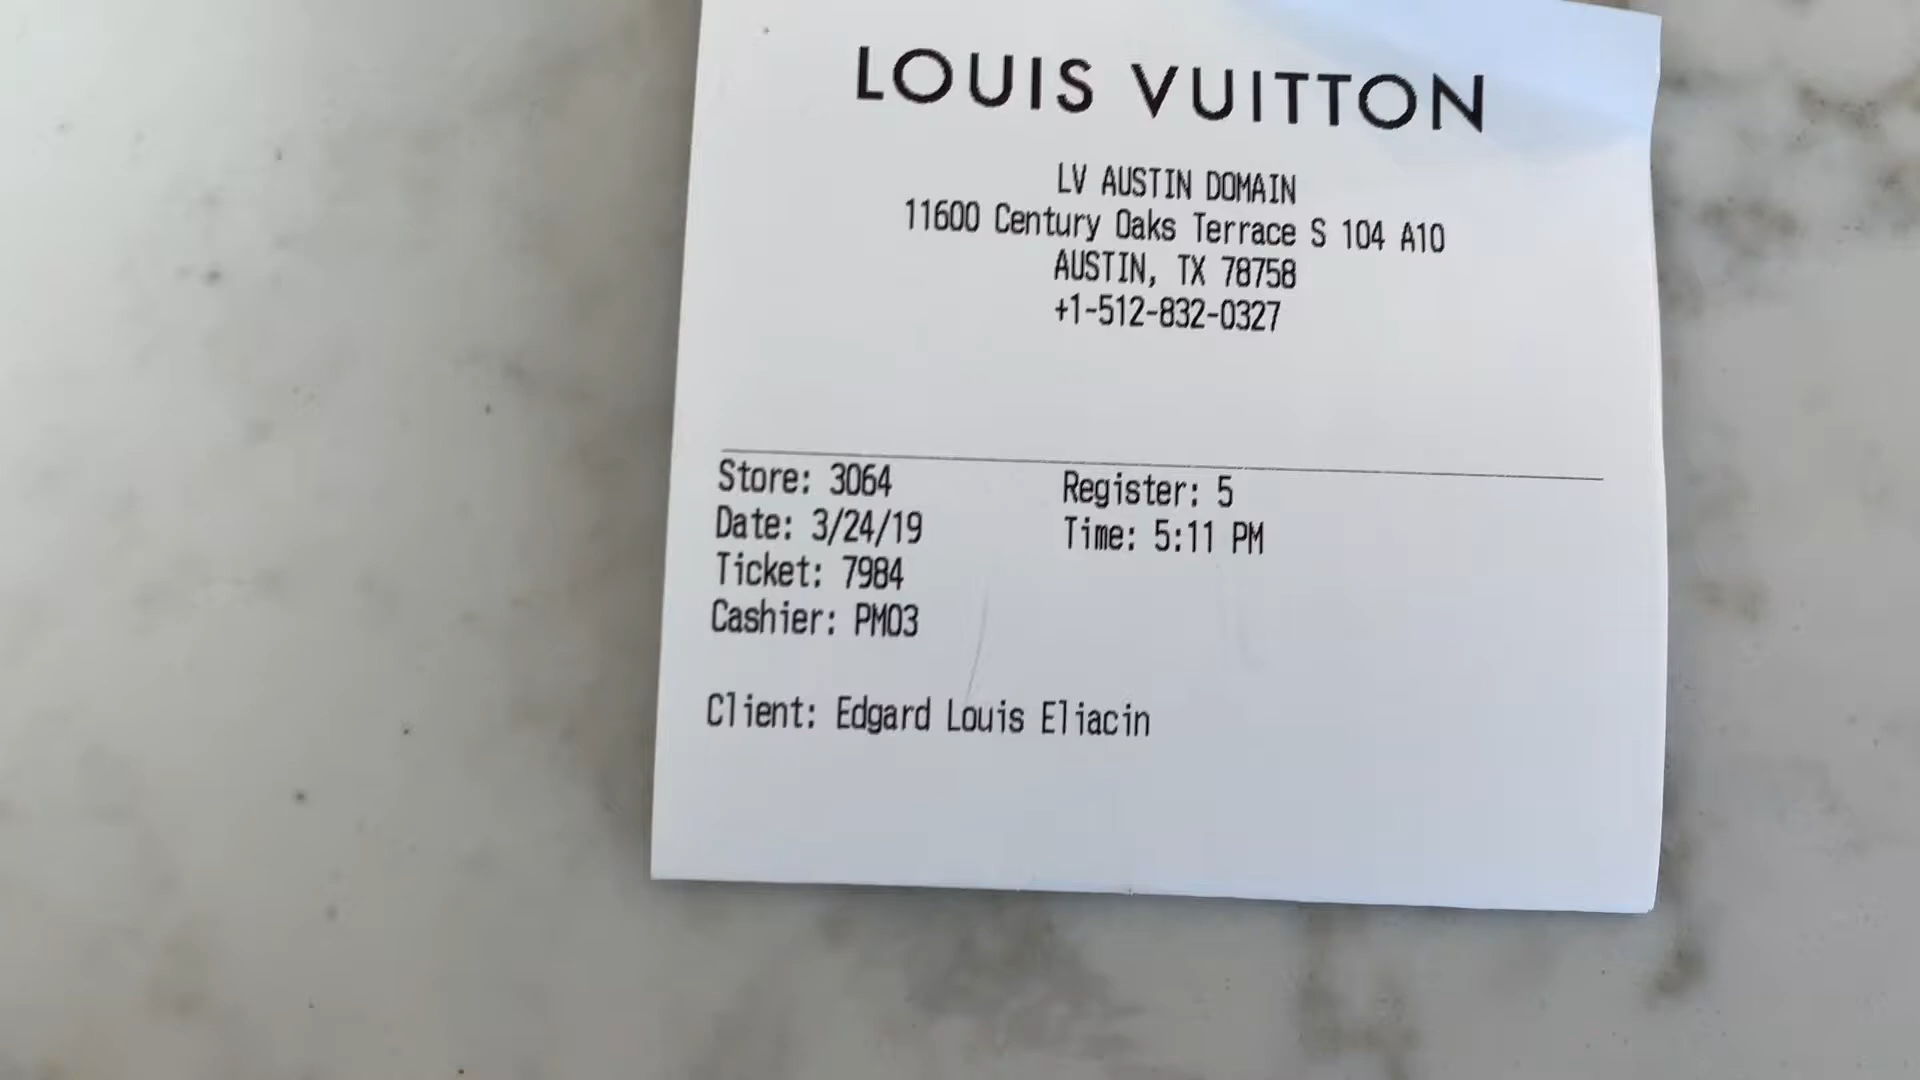 LOUIS VUITTON
LV AUSTIN DOMAIN
11600 Century Oaks Terrace S 104 A10
AUSTIN, TX 78758
+1-512-832-0327
Store: 3064 Register: 5
Date: 3/24/19 Time: 5:11 PM
Ticket: 7984
Cashier: PM03
Client: Edgard Louis Eliacin